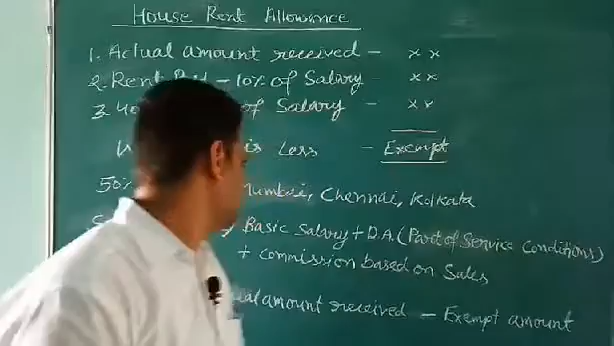 House Rent Allowance
1. Actual amount received - xx
2. Rent - 10% of Salary - xx
3. 40 of Salary - xx
is Less - Exempt
50% Mumbai, Chennai, Kolkata
Basic Salary + D.A. (Part of Service Conditions)
+ commission based on Sales
amount received - Exempt amount